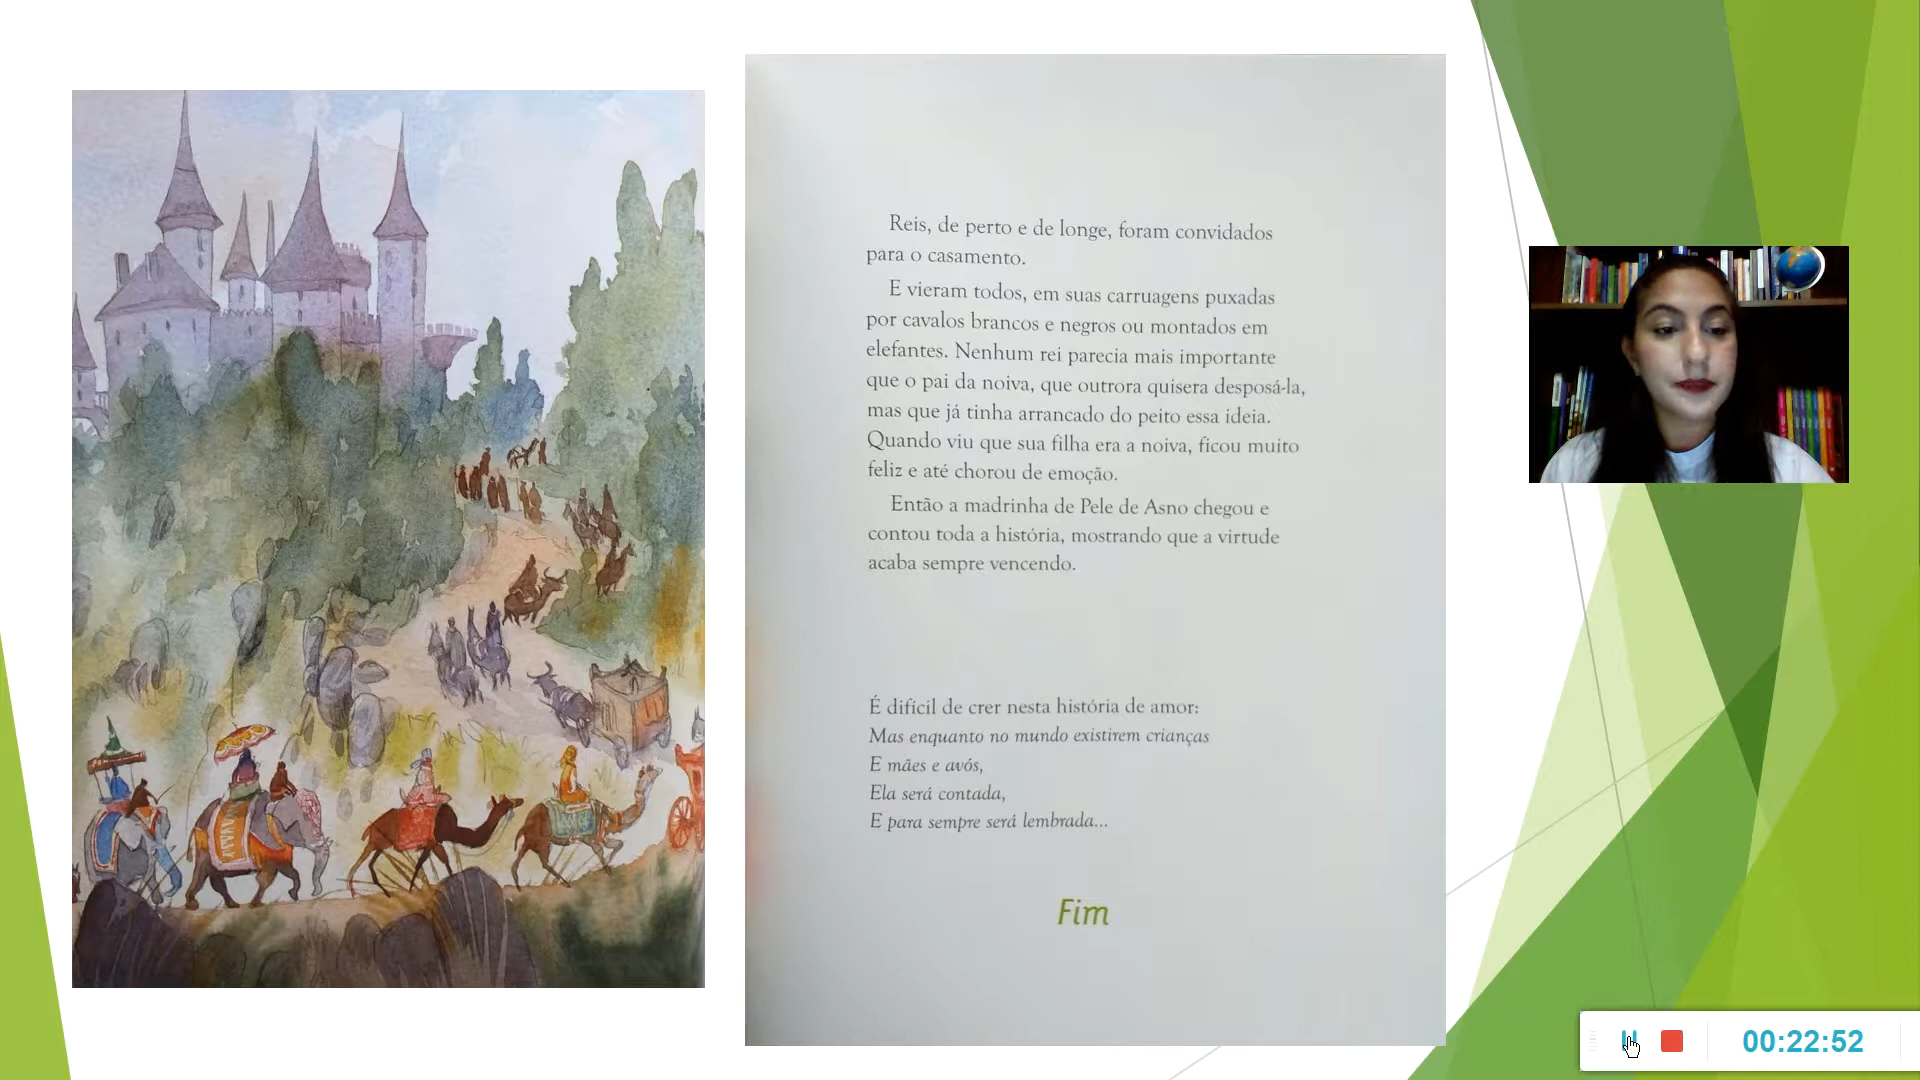 Reis, de perto e de longe, foram convidados
para o casamento.
E vieram todos, em suas carruagens puxadas
por cavalos brancos e negros ou montados em
elefantes. Nenhum rei parecia mais importante
que o pai da noiva, que outrora quisera desposá-la,
mas que já tinha arrancado do peito essa ideia.
Quando viu que sua filha era a noiva, ficou muito
feliz e até chorou de emoção.
Então a madrinha de Pele de Asno chegou e
contou toda a história, mostrando que a virtude
acaba sempre vencendo.
É difícil de crer nesta história de amor:
Mas enquanto no mundo existirem crianças
E mães e avós,
Ela será contada,
E para sempre será lembrada...
Fim
00:22:52